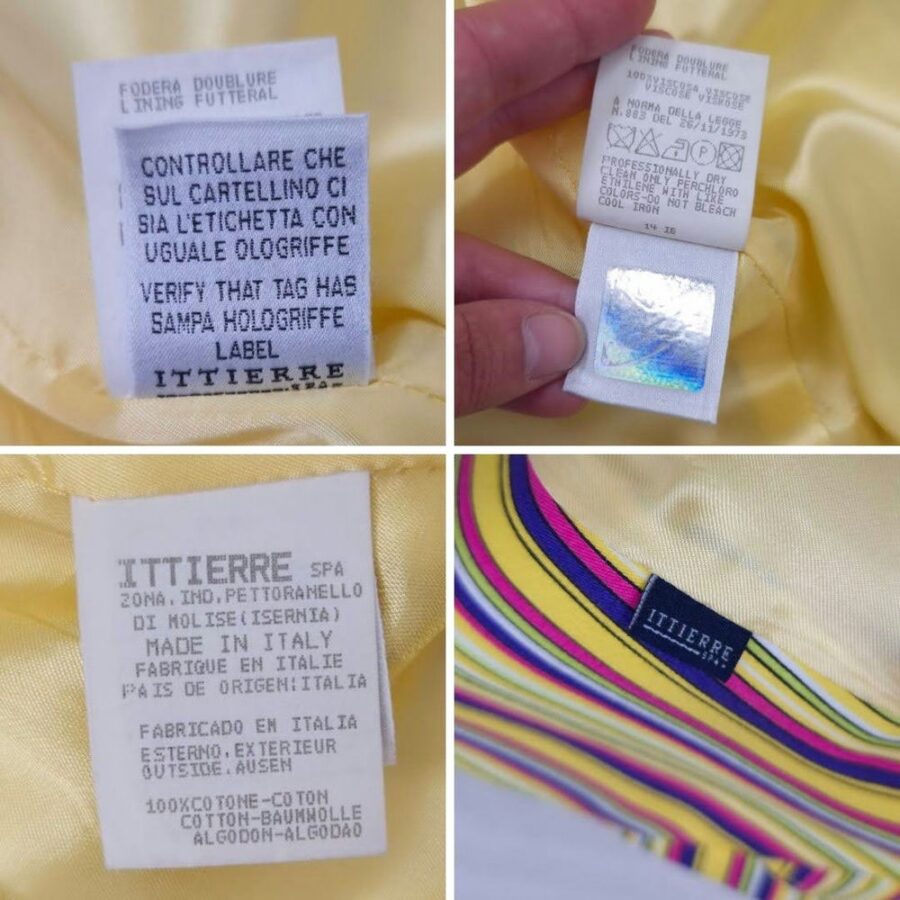 FODERA DOUBLURE
LINING FUTTERAL
CONTROLLARE CHE
SUL CARTELLINO CI
SIA L'ETICHETTA CON
UGUALE OLOGRIFFE
VERIFY THAT TAG HAS
SAMPA HOLOGRIFFE
LABEL
ITTIERRE
S.P.A.
FODERA DOUBLURE
LINING FUTTERAL
100%VISCOSA VISCOSE
VISCOSE VISKOSE
A NORMA DELLA LEGGE
N.883 DEL 26/11/1973
PROFESSIONALLY DRY
CLEAN ONLY PERCHLORO
ETHILENE WITH LIKE
COLORS-DO NOT BLEACH
COOL IRON
14 IG
ITTIERRE SPA
ZONA.IND.PETTORANELLO
DI MOLISE(ISERNIA)
MADE IN ITALY
FABRIQUE EN ITALIE
PAIS DE ORIGEN:ITALIA
FABRICADO EM ITALIA
ESTERNO.EXTERIEUR
OUTSIDE.AUSEN
100%COTONE-COTON
COTTON-BAUMWOLLE
ALGODON-ALGODAO
ITTIERRE
SPA